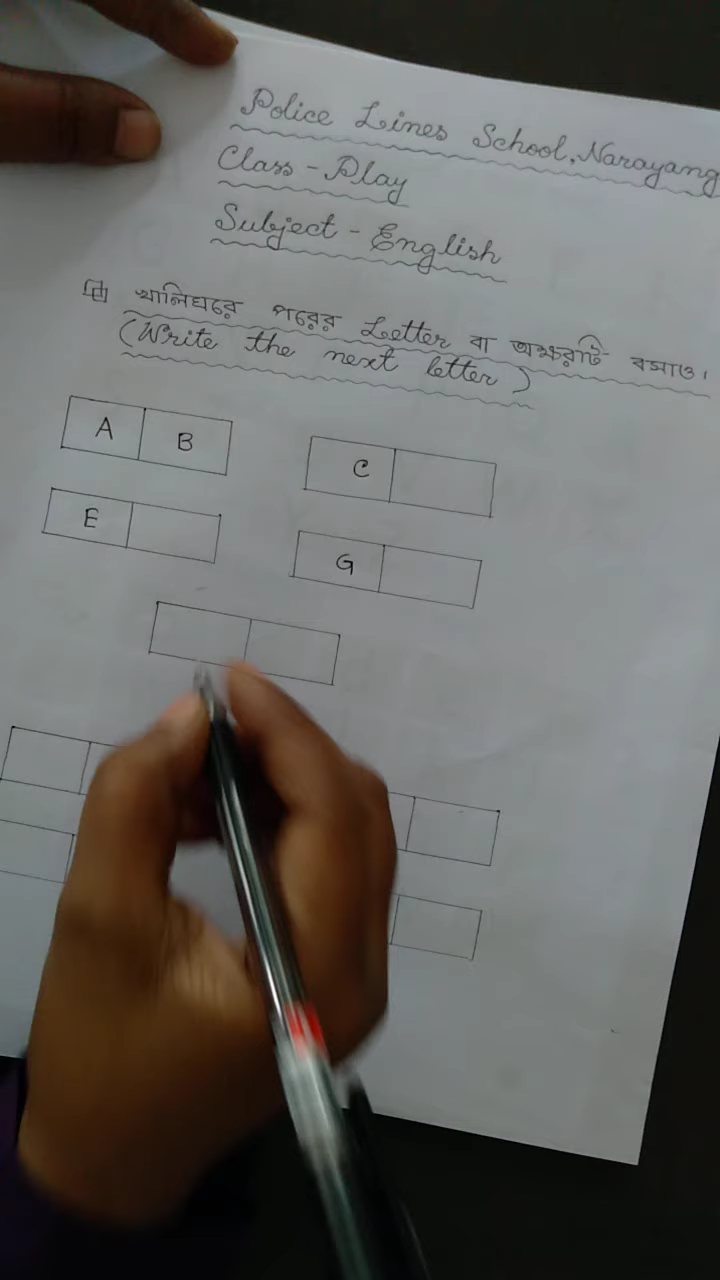 Police Lines School, Narayang
Class - Play
Subject - English
খালিঘরে পরের Letter বা অক্ষরটি বসাও।
(Write the next letter)
A B
C
E
G